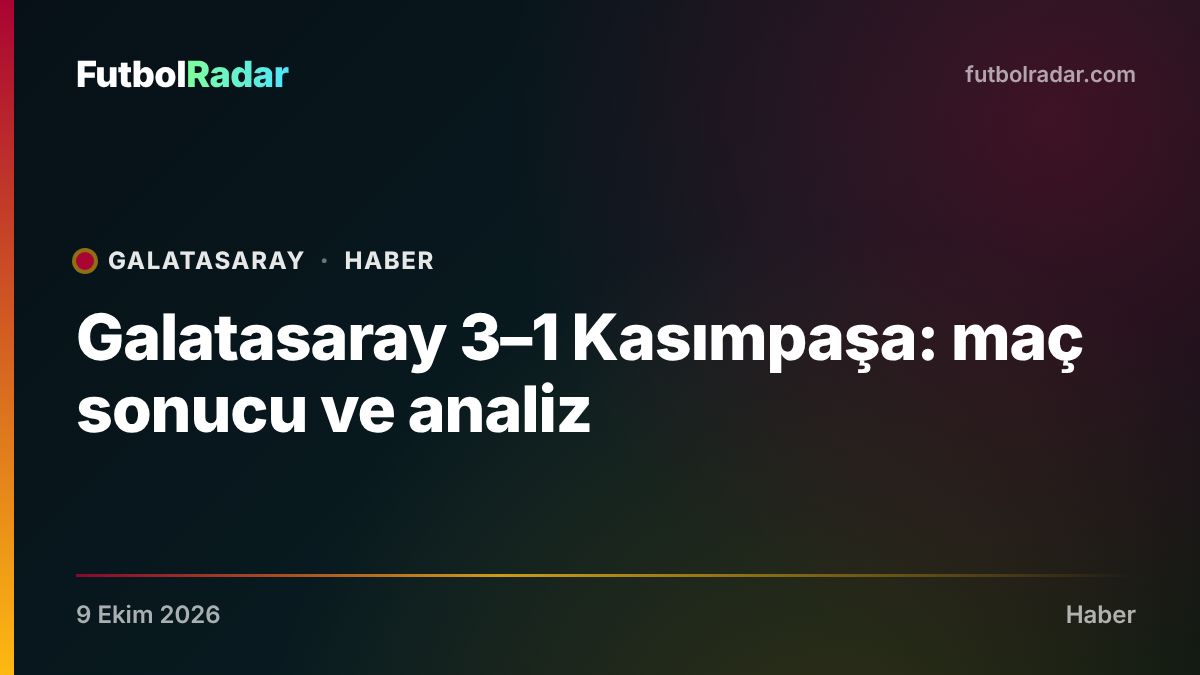 FutbolRadar
futbolradar.com
GALATASARAY · HABER
Galatasaray 3–1 Kasımpaşa: maç
sonucu ve analiz
9 Ekim 2026
Haber